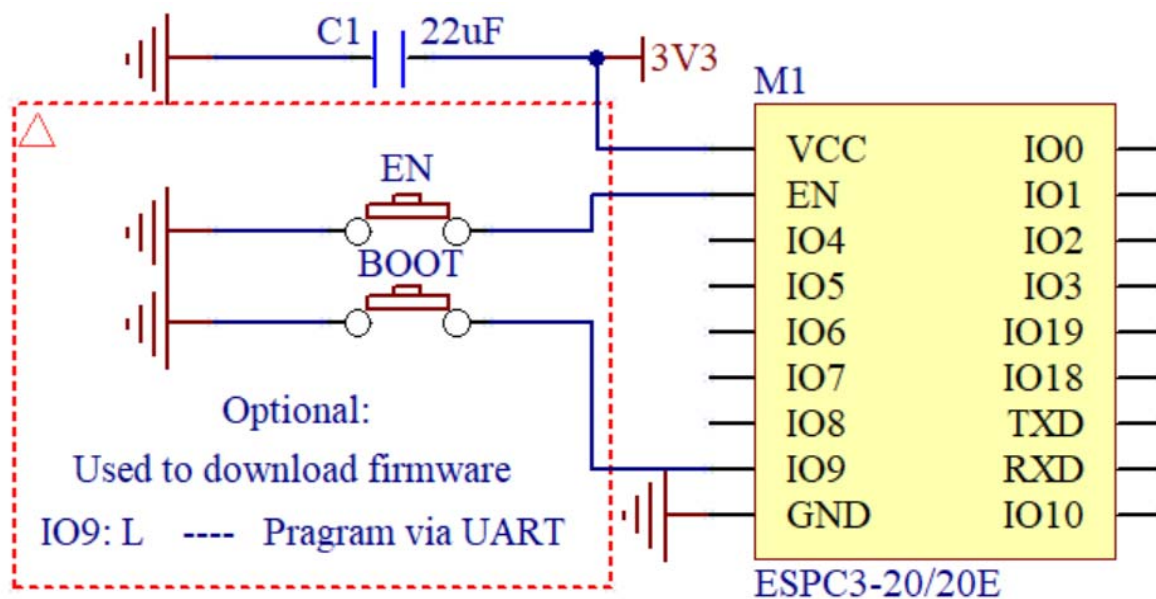 C1 22uF
3V3
M1
EN
BOOT
VCC IO0
EN IO1
IO4 IO2
IO5 IO3
IO6 IO19
IO7 IO18
IO8 TXD
IO9 RXD
GND IO10
Optional:
Used to download firmware
IO9: L ---- Pragram via UART
ESPC3-20/20E